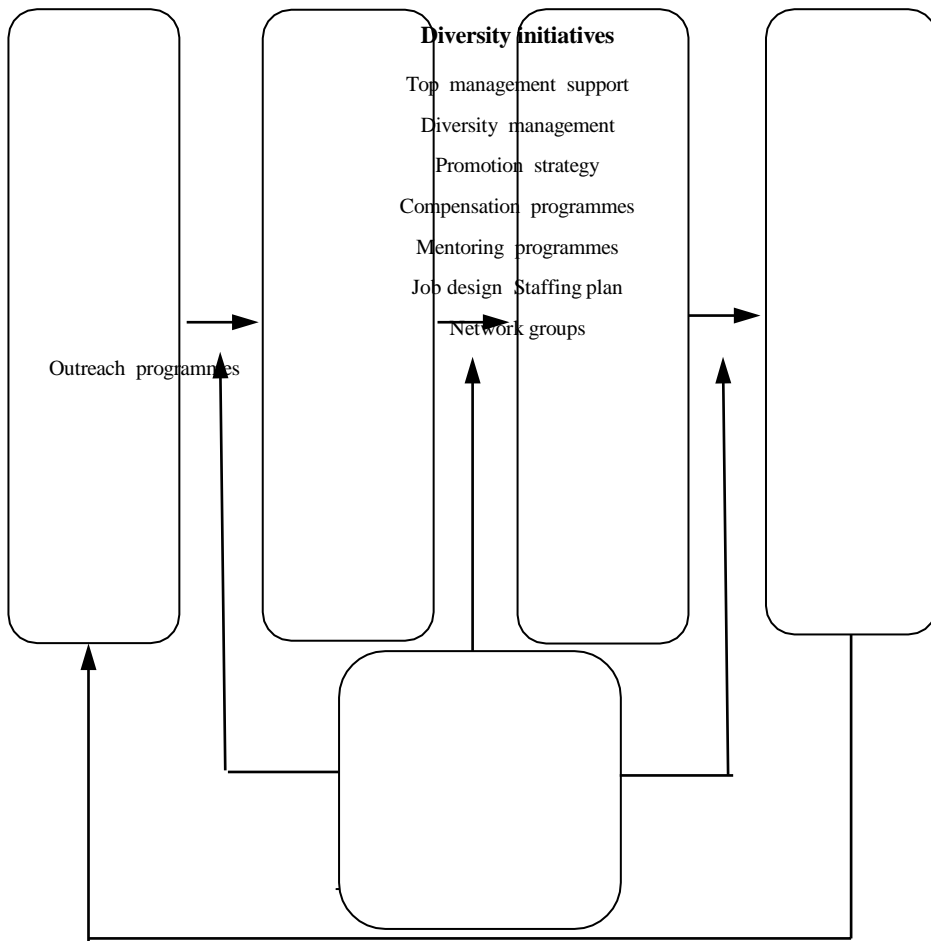 Diversity initiatives
Top management support
Diversity management
Promotion strategy
Compensation programmes
Mentoring programmes
Job design Staffing plan
Network groups
Outreach programmes